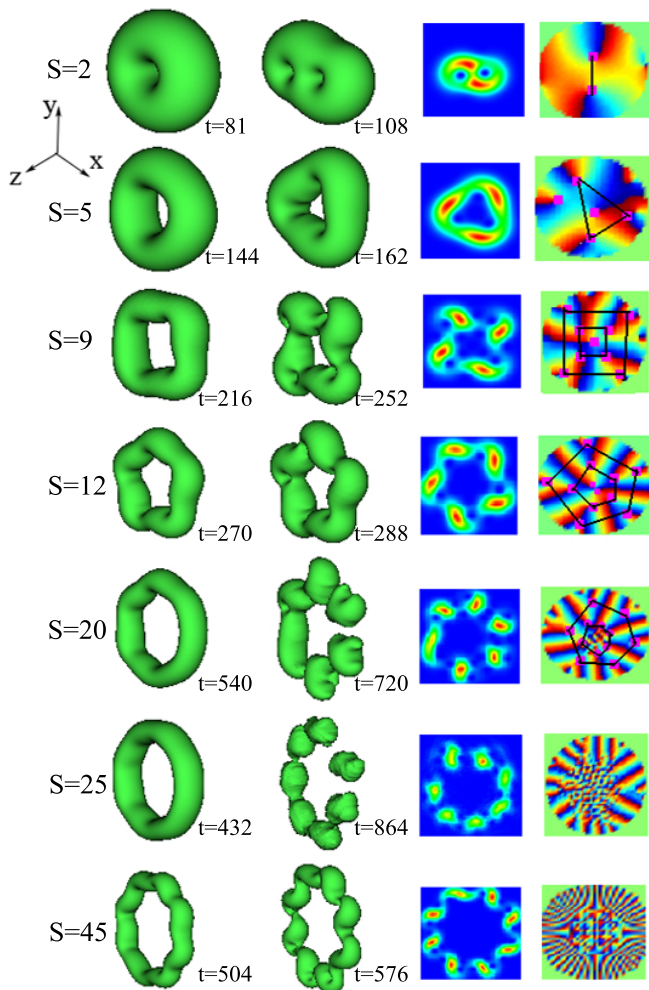 S=2
t=81
t=108
y
z
x
S=5
t=144
t=162
S=9
t=216
t=252
S=12
t=270
t=288
S=20
t=540
t=720
S=25
t=432
t=864
S=45
t=504
t=576